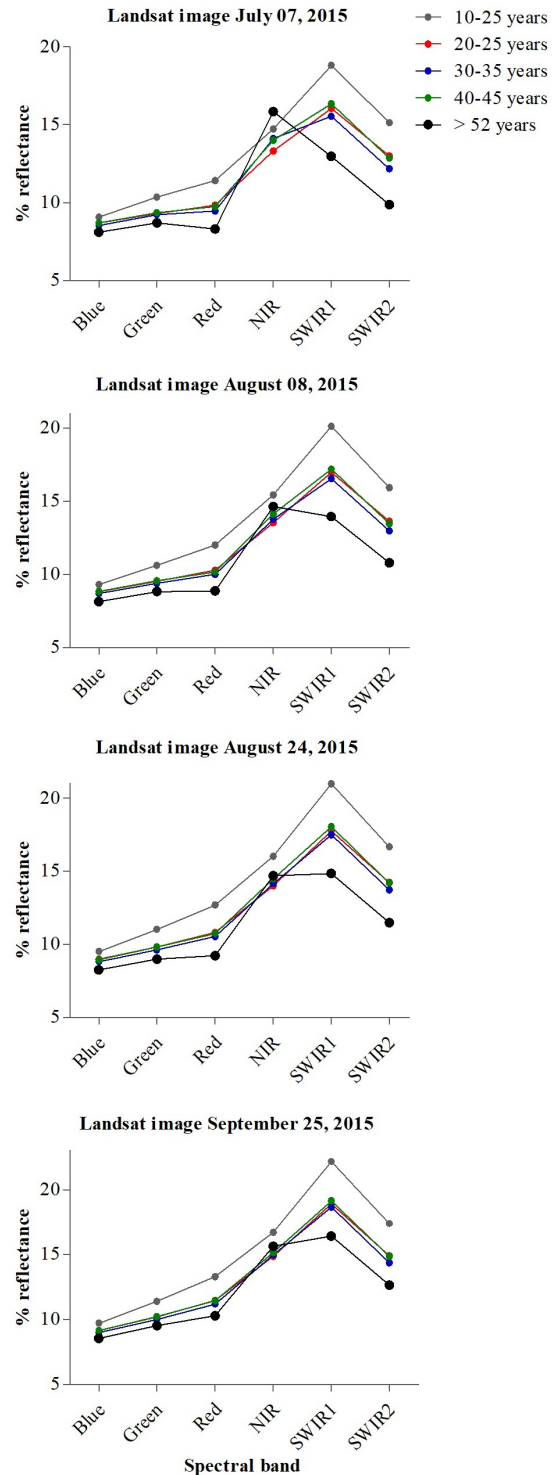 Landsat image July 07, 2015
10-25 years
20-25 years
30-35 years
40-45 years
> 52 years
% reflectance
20
15
10
5
Blue
Green
Red
NIR
SWIR1
SWIR2
Landsat image August 08, 2015
% reflectance
20
15
10
5
Blue
Green
Red
NIR
SWIR1
SWIR2
Landsat image August 24, 2015
% reflectance
20
15
10
5
Blue
Green
Red
NIR
SWIR1
SWIR2
Landsat image September 25, 2015
% reflectance
20
15
10
5
Blue
Green
Red
NIR
SWIR1
SWIR2
Spectral band